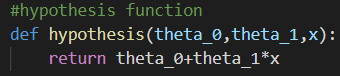 #hypothesis function
def hypothesis(theta_0,theta_1,x):
    return theta_0+theta_1*x